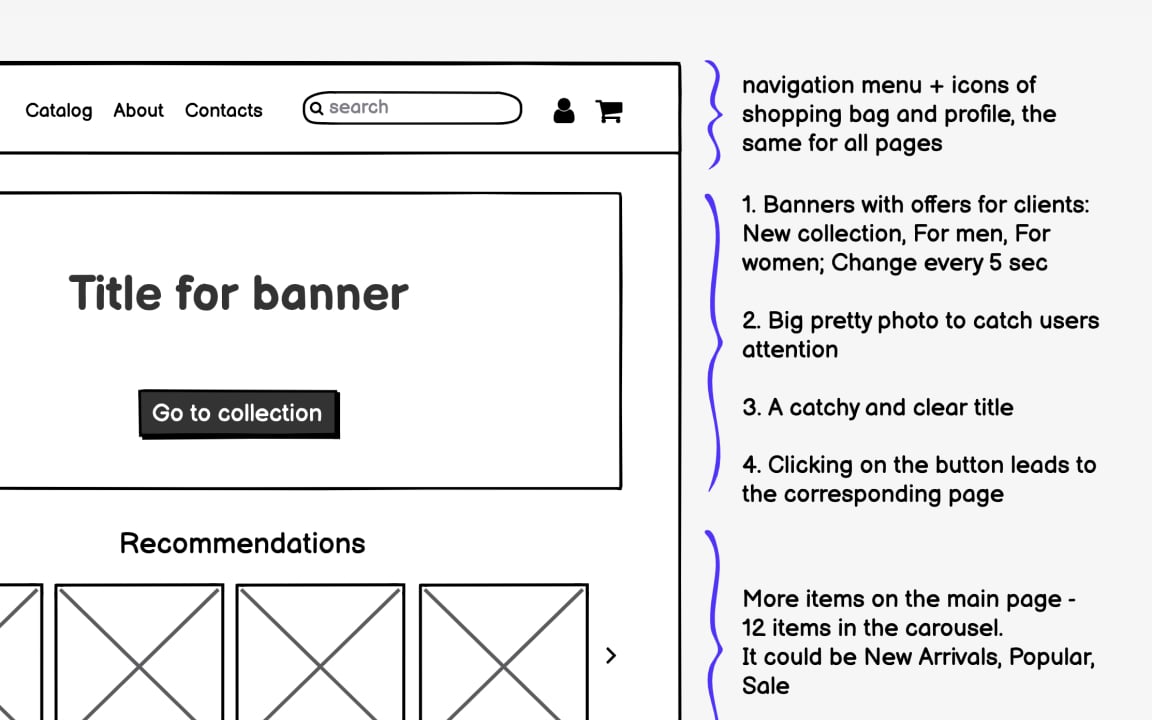 Catalog About Contacts search
navigation menu + icons of
shopping bag and profile, the
same for all pages
Title for banner
Go to collection
1. Banners with offers for clients:
New collection, For men, For
women; Change every 5 sec
2. Big pretty photo to catch users
attention
3. A catchy and clear title
4. Clicking on the button leads to
the corresponding page
Recommendations
More items on the main page -
12 items in the carousel.
It could be New Arrivals, Popular,
Sale